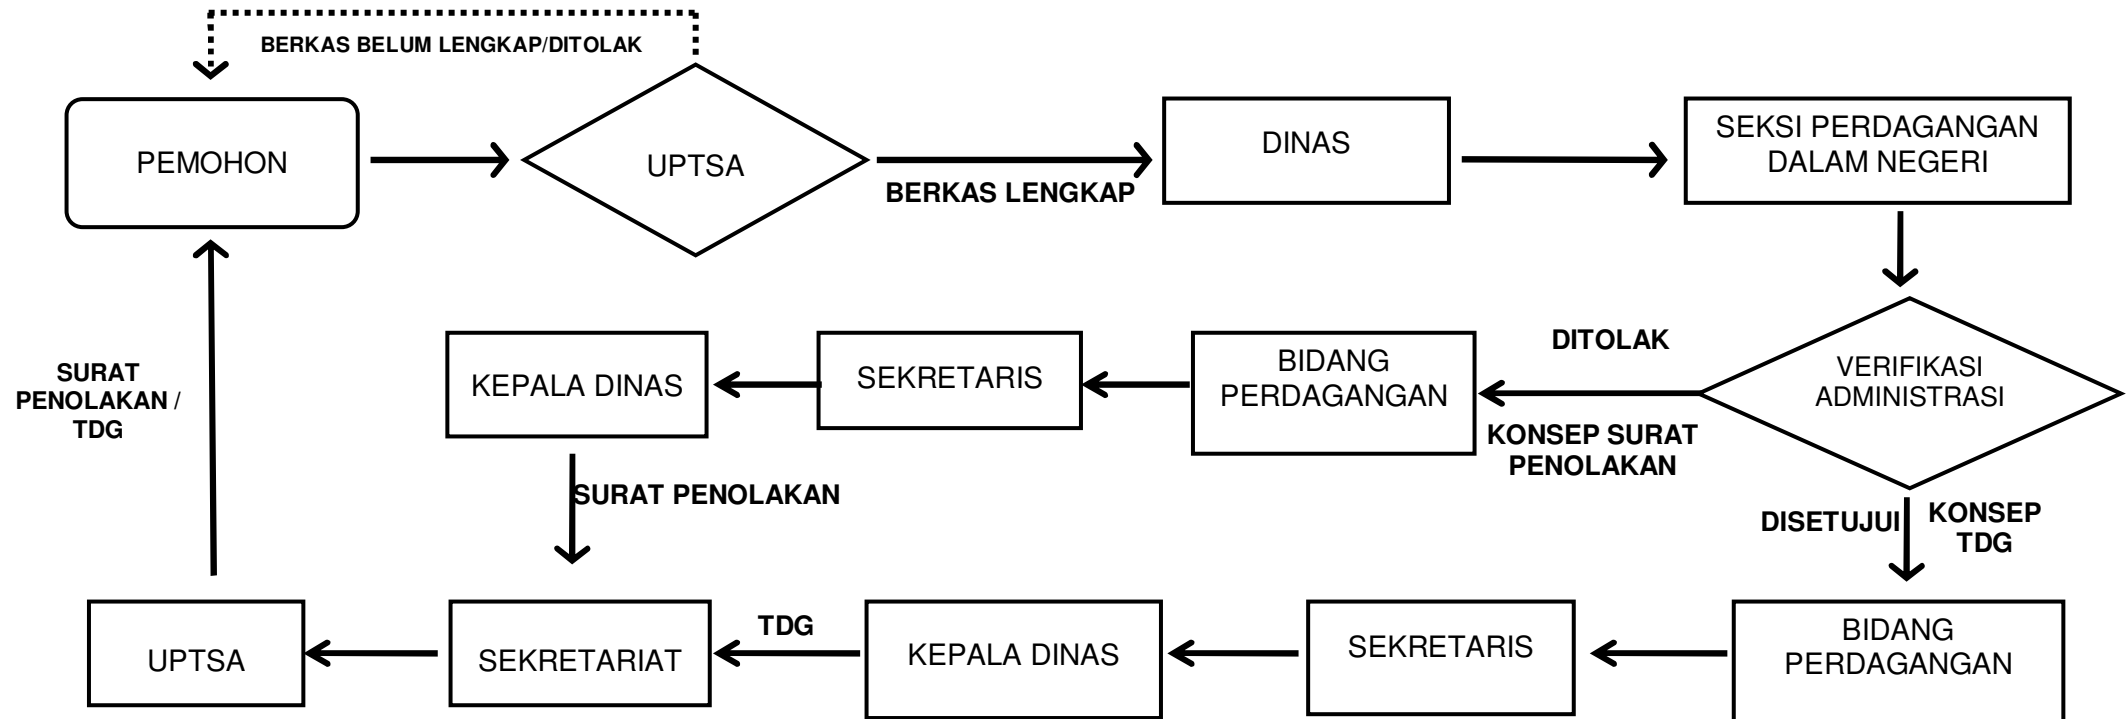 BERKAS BELUM LENGKAP/DITOLAK
PEMOHON
UPTSA
BERKAS LENGKAP
DINAS
SEKSI PERDAGANGAN
DALAM NEGERI
VERIFIKASI
ADMINISTRASI
DITOLAK
KONSEP SURAT
PENOLAKAN
BIDANG
PERDAGANGAN
SEKRETARIS
KEPALA DINAS
SURAT PENOLAKAN
DISETUJUI
KONSEP
TDG
BIDANG
PERDAGANGAN
SEKRETARIS
KEPALA DINAS
TDG
SEKRETARIAT
UPTSA
SURAT
PENOLAKAN /
TDG